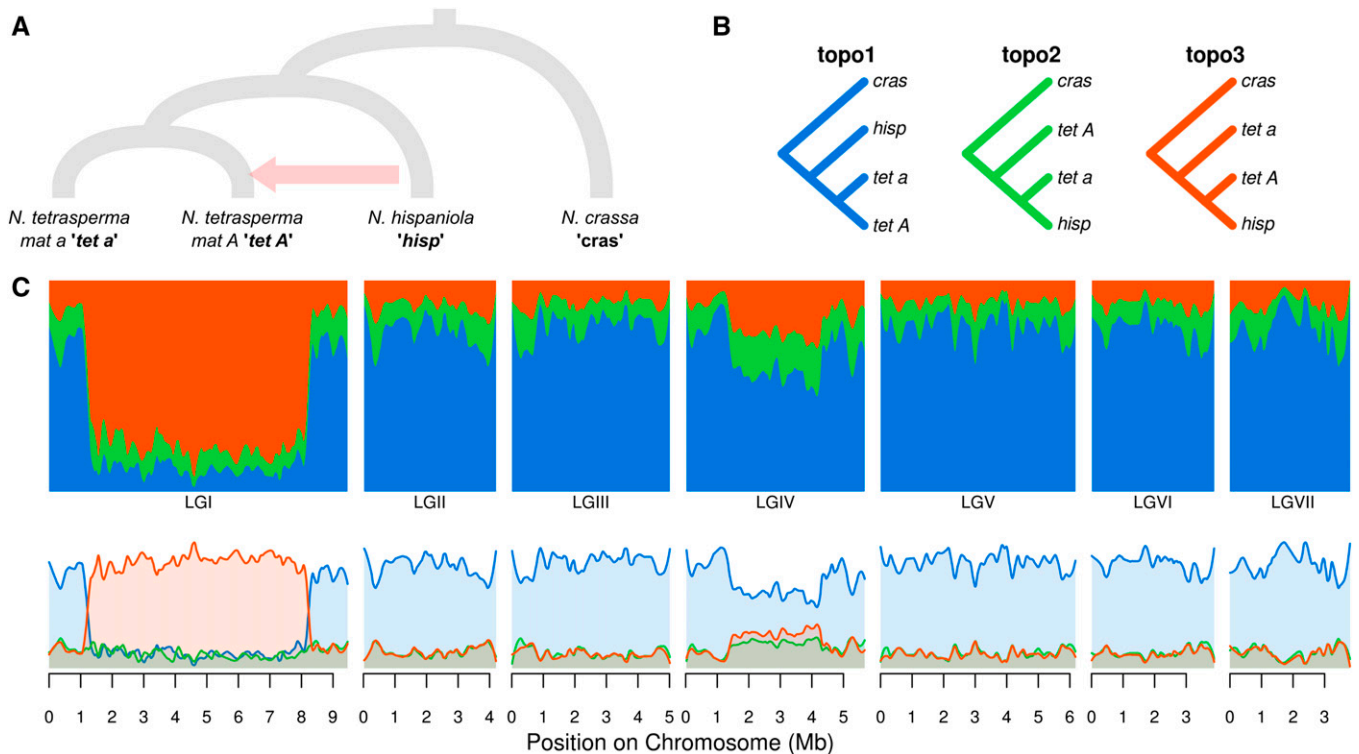 A
N. tetrasperma
mat a 'tet a'
N. tetrasperma
mat A 'tet A'
N. hispaniola
'hisp'
N. crassa
'cras'
B
topo1
cras
hisp
tet a
tet A
topo2
cras
tet A
tet a
hisp
topo3
cras
tet a
tet A
hisp
C
LGI LGII LGIII LGIV LGV LGVI LGVII
0 1 2 3 4 5 6 7 8 9 0 1 2 3 4 0 1 2 3 4 5 0 1 2 3 4 5 0 1 2 3 4 5 6 0 1 2 3 0 1 2 3
Position on Chromosome (Mb)